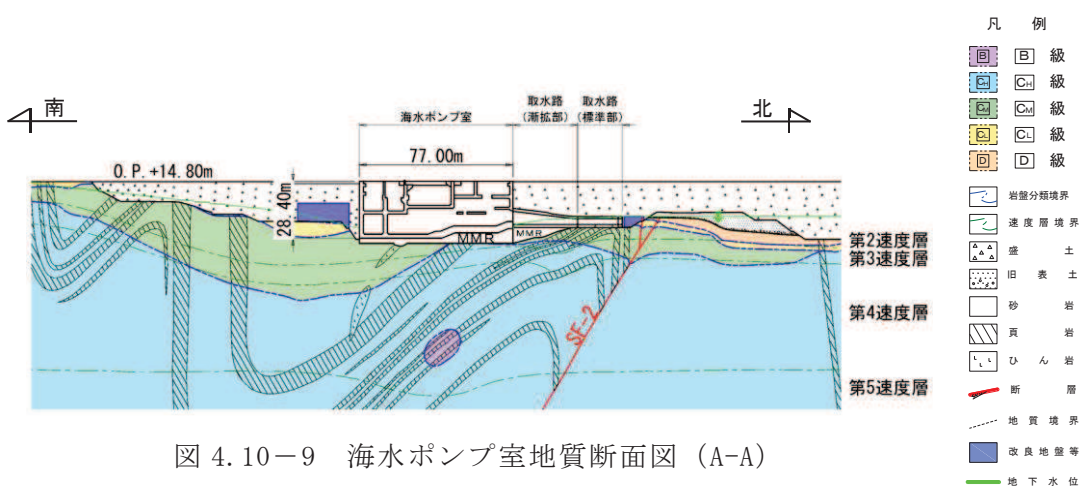 南
北
海水ポンプ室
取水路
(漸拡部)
取水路
(標準部)
77.00m
O.P.+14.80m
28.40m
MMR
MMR
SF-2
第2速度層
第3速度層
第4速度層
第5速度層
凡 例
B B 級
CH CH 級
CM CM 級
CL CL 級
D D 級
岩盤分類境界
速度層境界
盛 土
旧 表 土
砂 岩
頁 岩
ひ ん 岩
断 層
地 質 境 界
改 良 地 盤 等
地 下 水 位
図 4.10-9 海水ポンプ室地質断面図 (A-A)